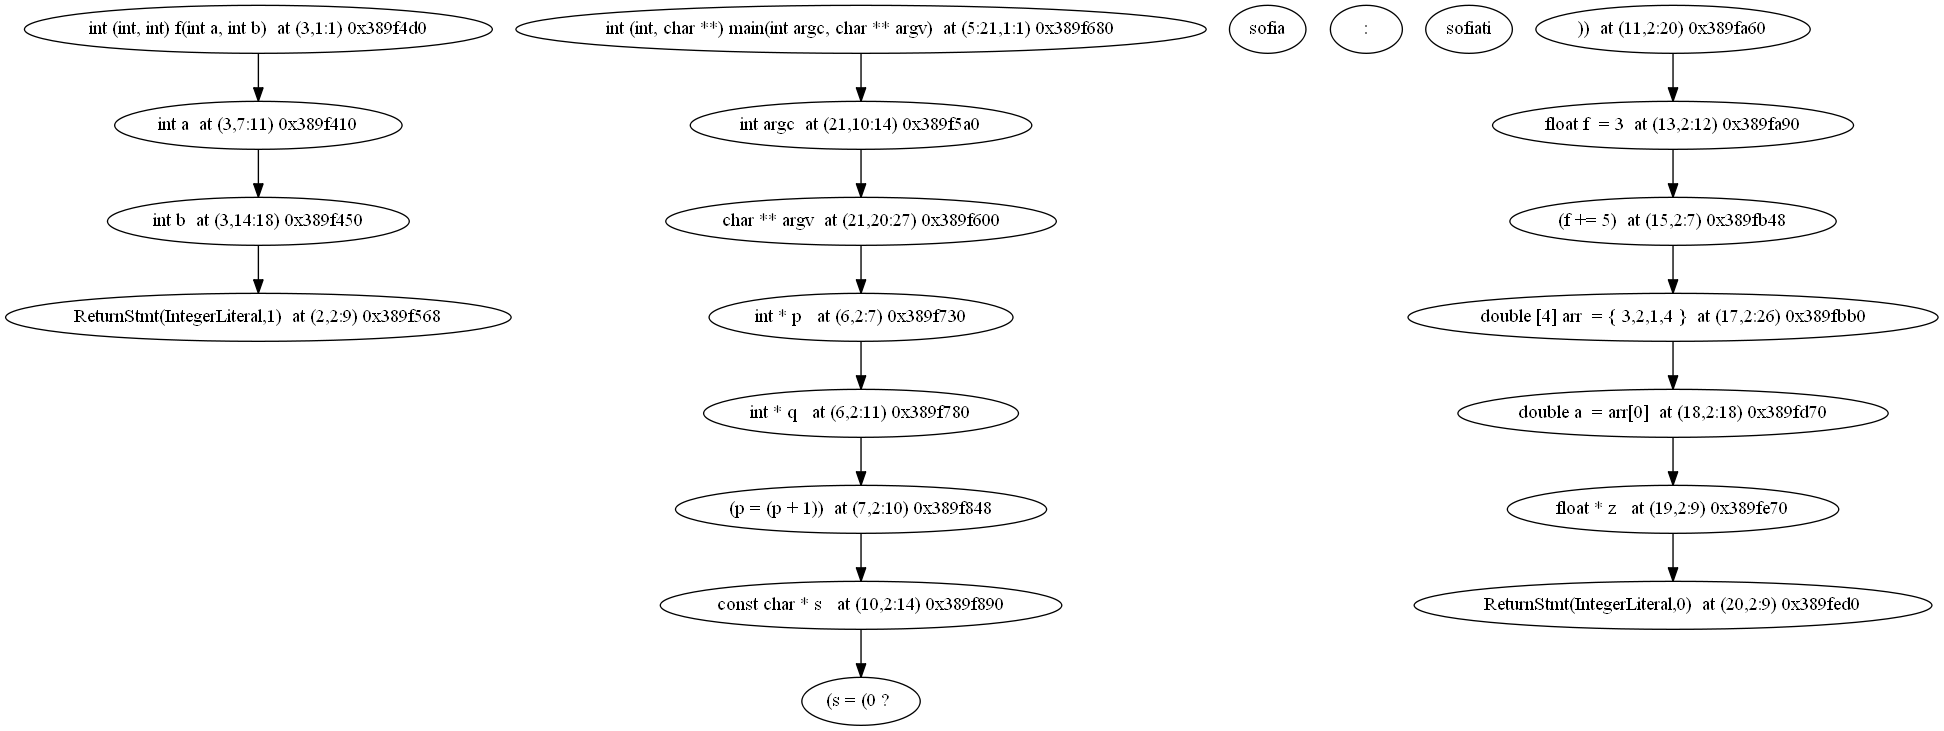 int (int, int) f(int a, int b)  at (3,1:1) 0x389f4d0
int a  at (3,7:11) 0x389f410
int b  at (3,14:18) 0x389f450
ReturnStmt(IntegerLiteral,1)  at (2,2:9) 0x389f568
int (int, char **) main(int argc, char ** argv)  at (5:21,1:1) 0x389f680
int argc  at (21,10:14) 0x389f5a0
char ** argv  at (21,20:27) 0x389f600
int * p   at (6,2:7) 0x389f730
int * q   at (6,2:11) 0x389f780
(p = (p + 1))  at (7,2:10) 0x389f848
const char * s   at (10,2:14) 0x389f890
(s = (0 ?
sofia
:
sofiati
))  at (11,2:20) 0x389fa60
float f  = 3  at (13,2:12) 0x389fa90
(f += 5)  at (15,2:7) 0x389fb48
double [4] arr  = { 3,2,1,4 }  at (17,2:26) 0x389fbb0
double a  = arr[0]  at (18,2:18) 0x389fd70
float * z   at (19,2:9) 0x389fe70
ReturnStmt(IntegerLiteral,0)  at (20,2:9) 0x389fed0